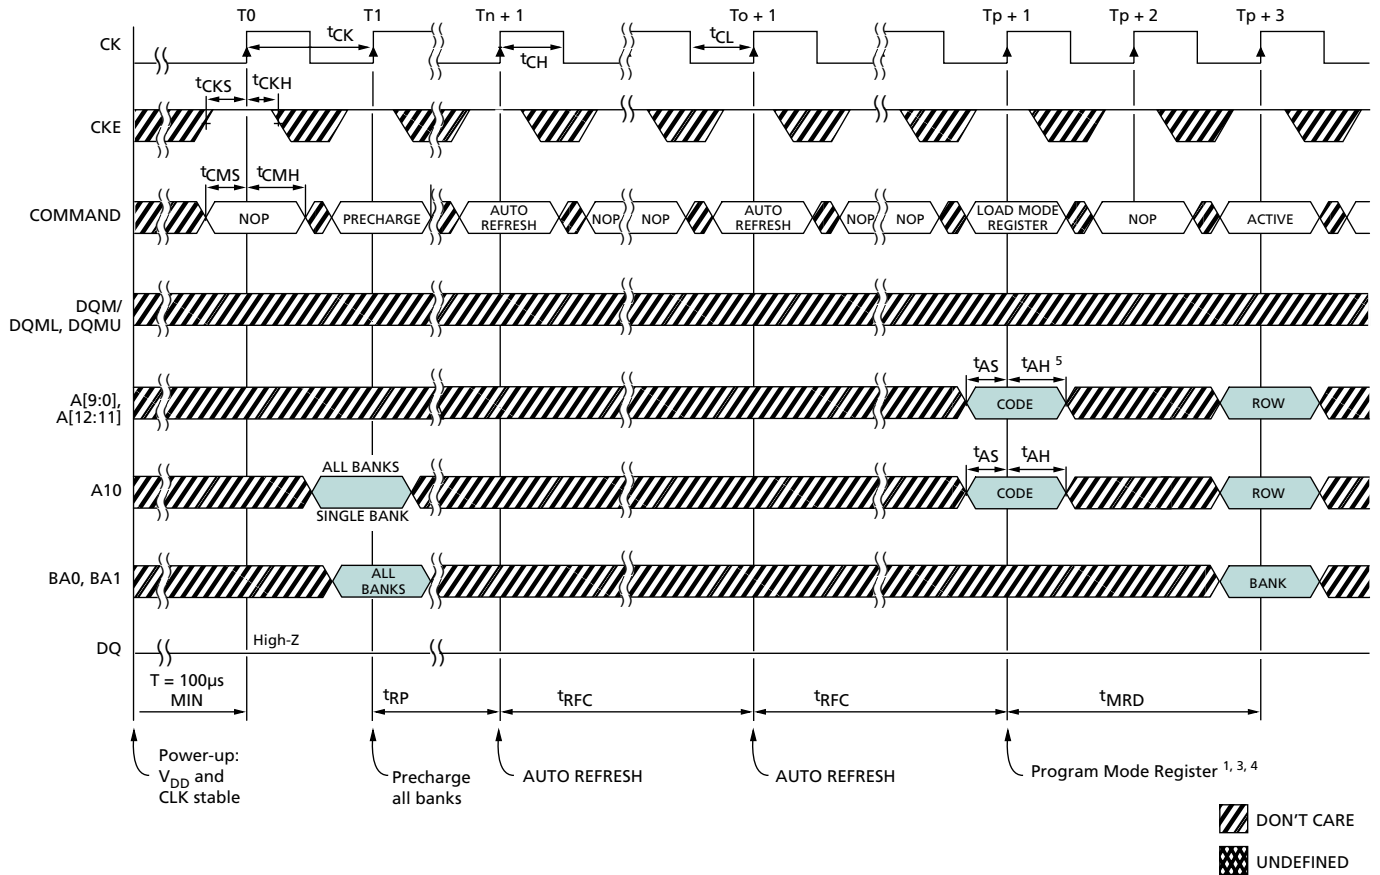 T0 T1 Tn + 1 To + 1 Tp + 1 Tp + 2 Tp + 3
CK
tCK
tCH
tCL
tCKS tCKH
CKE
tCMS tCMH
COMMAND
NOP PRECHARGE AUTO REFRESH NOP NOP AUTO REFRESH NOP NOP LOAD MODE REGISTER NOP ACTIVE
DQM/
DQML, DQMU
tAS tAH 5
A[9:0],
A[12:11]
CODE ROW
ALL BANKS
tAS tAH
A10
CODE ROW
SINGLE BANK
BA0, BA1
ALL BANKS
BANK
DQ
High-Z
T = 100µs
MIN
tRP tRFC tRFC tMRD
Power-up:
VDD and
CLK stable
Precharge
all banks
AUTO REFRESH
AUTO REFRESH
Program Mode Register 1, 3, 4
DON'T CARE
UNDEFINED